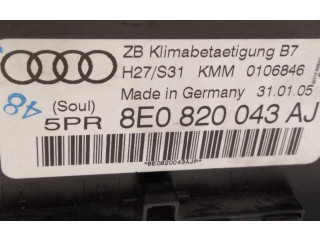 ZB Klimabetaetigung B7
H27/S31 KMM 0106846
Made in Germany 31.01.05
48
(Soul)
5PR 8E0 820 043 AJ
*8E0820043AJP*